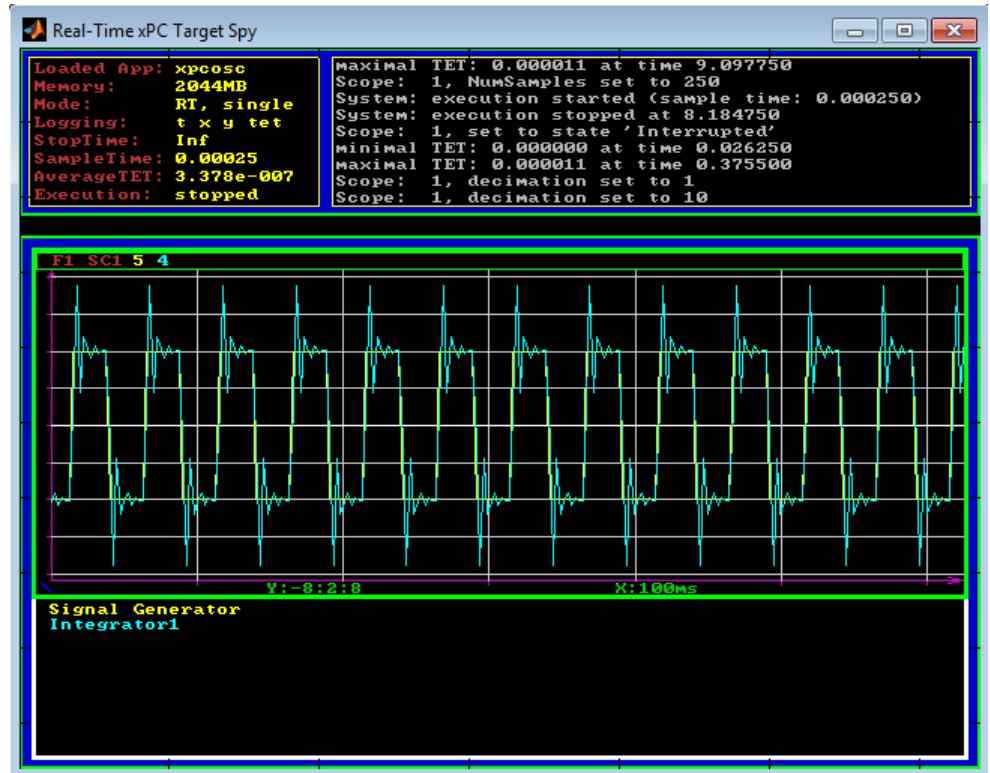 Real-Time xPC Target Spy
Loaded App: xpcosc
Memory: 2044MB
Mode: RT, single
Logging: t x y tet
StopTime: Inf
SampleTime: 0.00025
AverageTET: 3.378e-007
Execution: stopped
maximal TET: 0.000011 at time 9.097750
Scope: 1, NumSamples set to 250
System: execution started (sample time: 0.000250)
System: execution stopped at 8.184750
Scope: 1, set to state 'Interrupted'
minimal TET: 0.000000 at time 0.026250
maximal TET: 0.000011 at time 0.375500
Scope: 1, decimation set to 1
Scope: 1, decimation set to 10
F1 SC1 5 4
Y:-8:2:8 X:100ms
Signal Generator
Integrator1